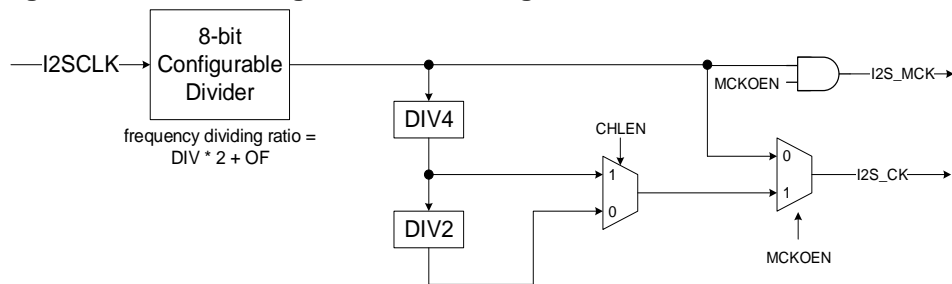 I2SCLK
8-bit
Configurable
Divider
frequency dividing ratio =
DIV * 2 + OF
DIV4
DIV2
CHLEN
1
0
MCKOEN
I2S_MCK
0
1
I2S_CK
MCKOEN